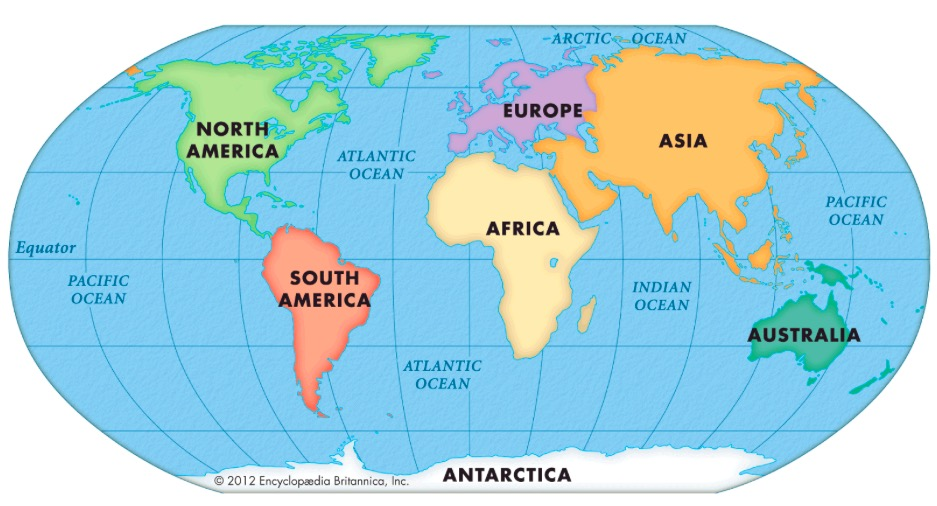 ARCTIC OCEAN
EUROPE
NORTH
AMERICA
ASIA
ATLANTIC
OCEAN
PACIFIC
OCEAN
AFRICA
Equator
PACIFIC
OCEAN
SOUTH
AMERICA
INDIAN
OCEAN
AUSTRALIA
ATLANTIC
OCEAN
ANTARCTICA
© 2012 Encyclopædia Britannica, Inc.